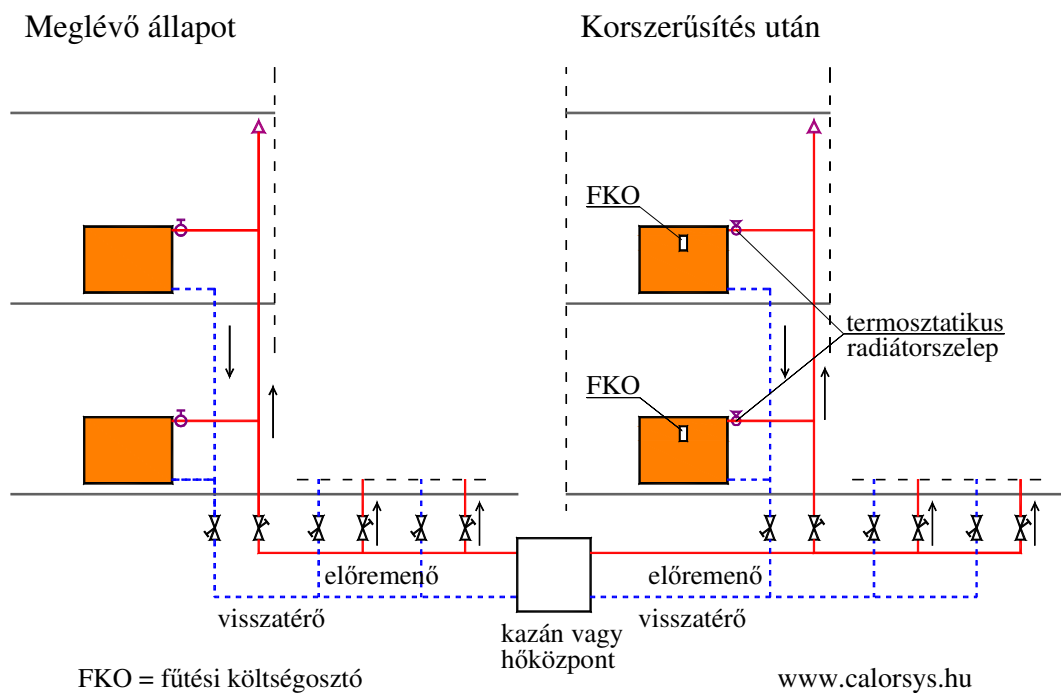 Meglévő állapot
Korszerűsítés után
FKO
termosztatikus
radiátorszelep
FKO
előremenő
előremenő
visszatérő
visszatérő
kazán vagy
hőközpont
FKO = fűtési költségosztó
www.calorsys.hu